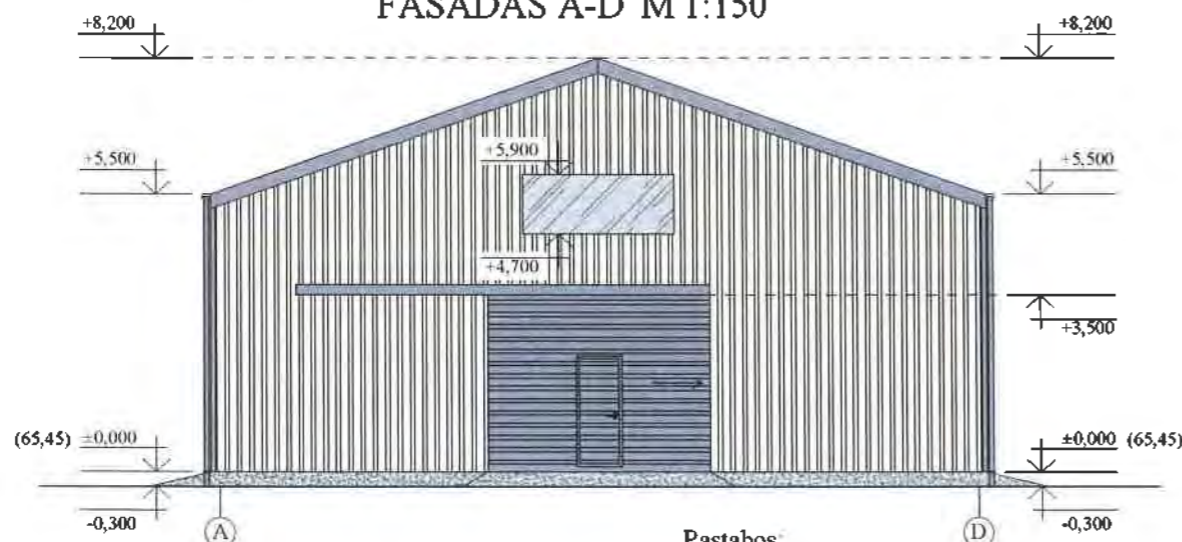 FASADAS A-D M 1:150
+8,200
+8,200
+5,900
+5,500
+5,500
+4,700
+3,500
(65,45) ±0,000
±0,000 (65,45)
-0,300
-0,300
A
D
Pastabos: